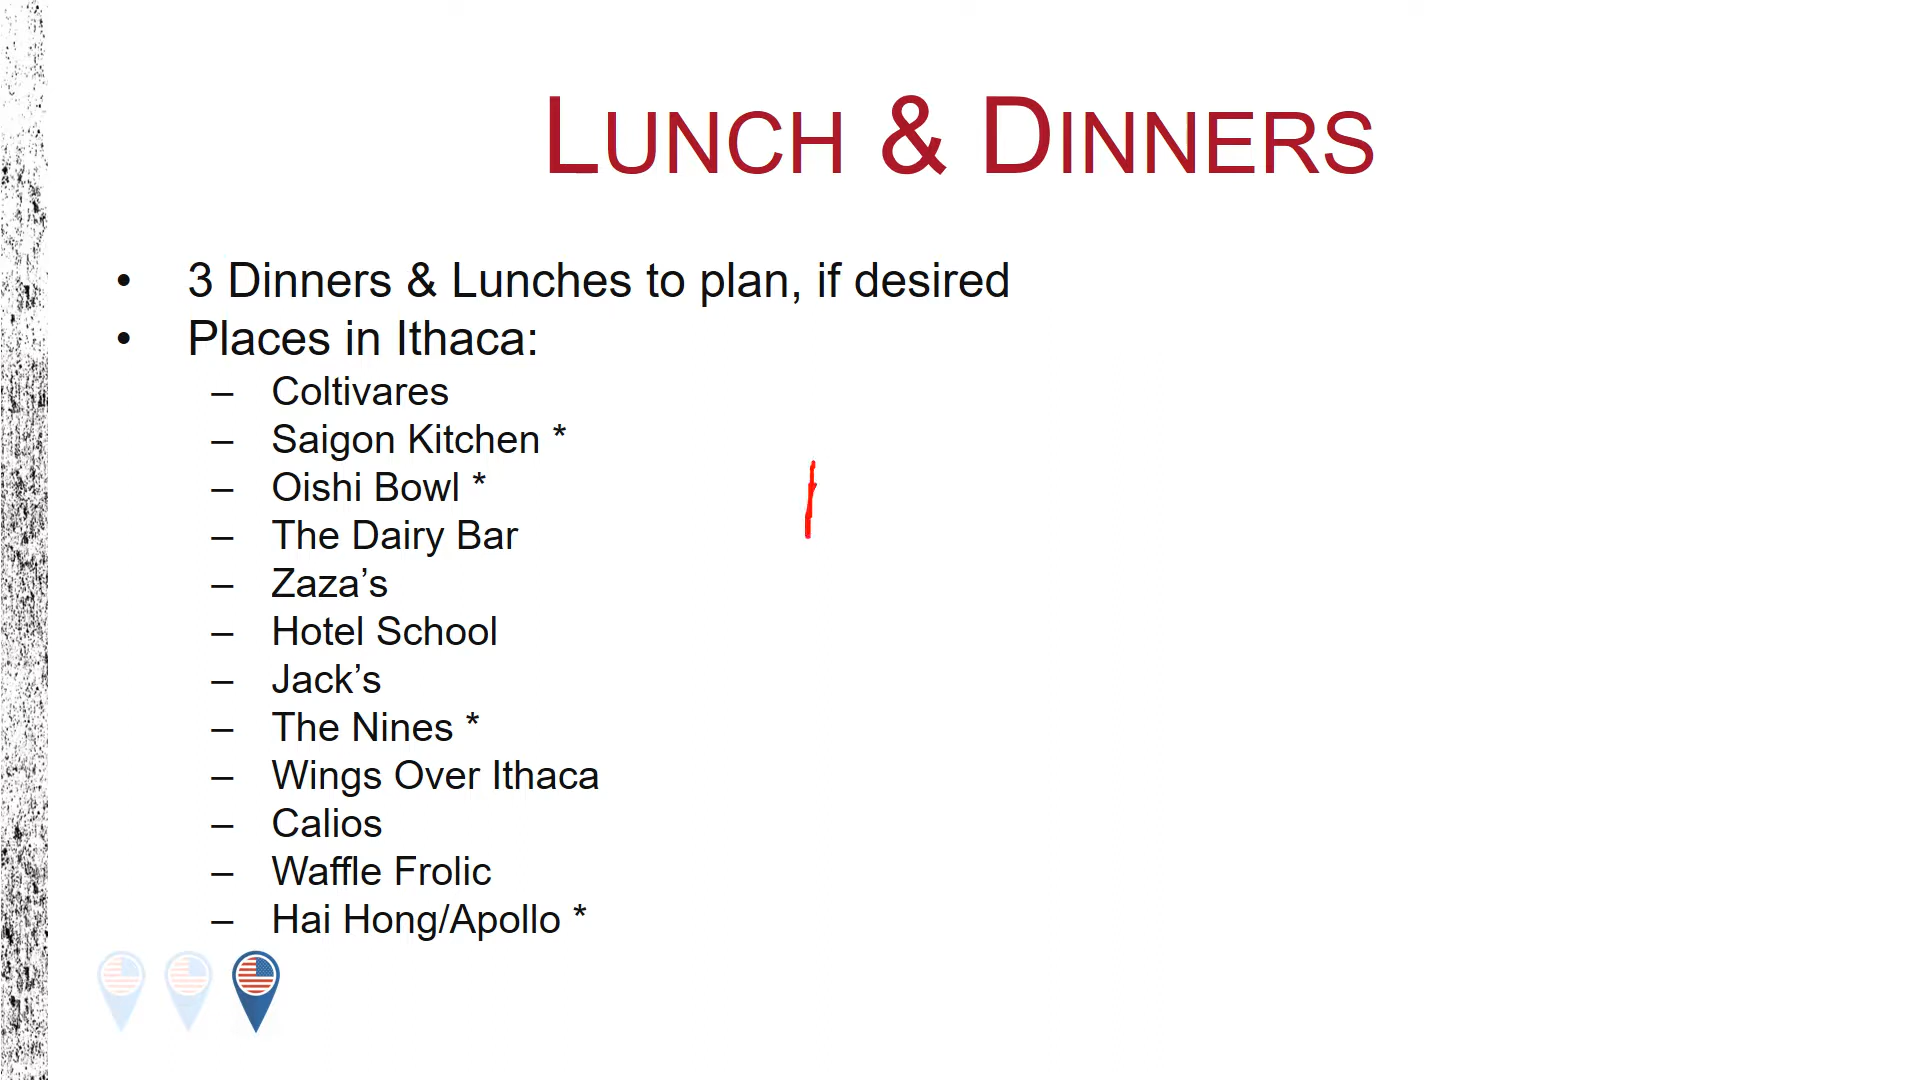 LUNCH & DINNERS
• 3 Dinners & Lunches to plan, if desired
• Places in Ithaca:
– Coltivares
– Saigon Kitchen *
– Oishi Bowl *
– The Dairy Bar
– Zaza’s
– Hotel School
– Jack’s
– The Nines *
– Wings Over Ithaca
– Calios
– Waffle Frolic
– Hai Hong/Apollo *